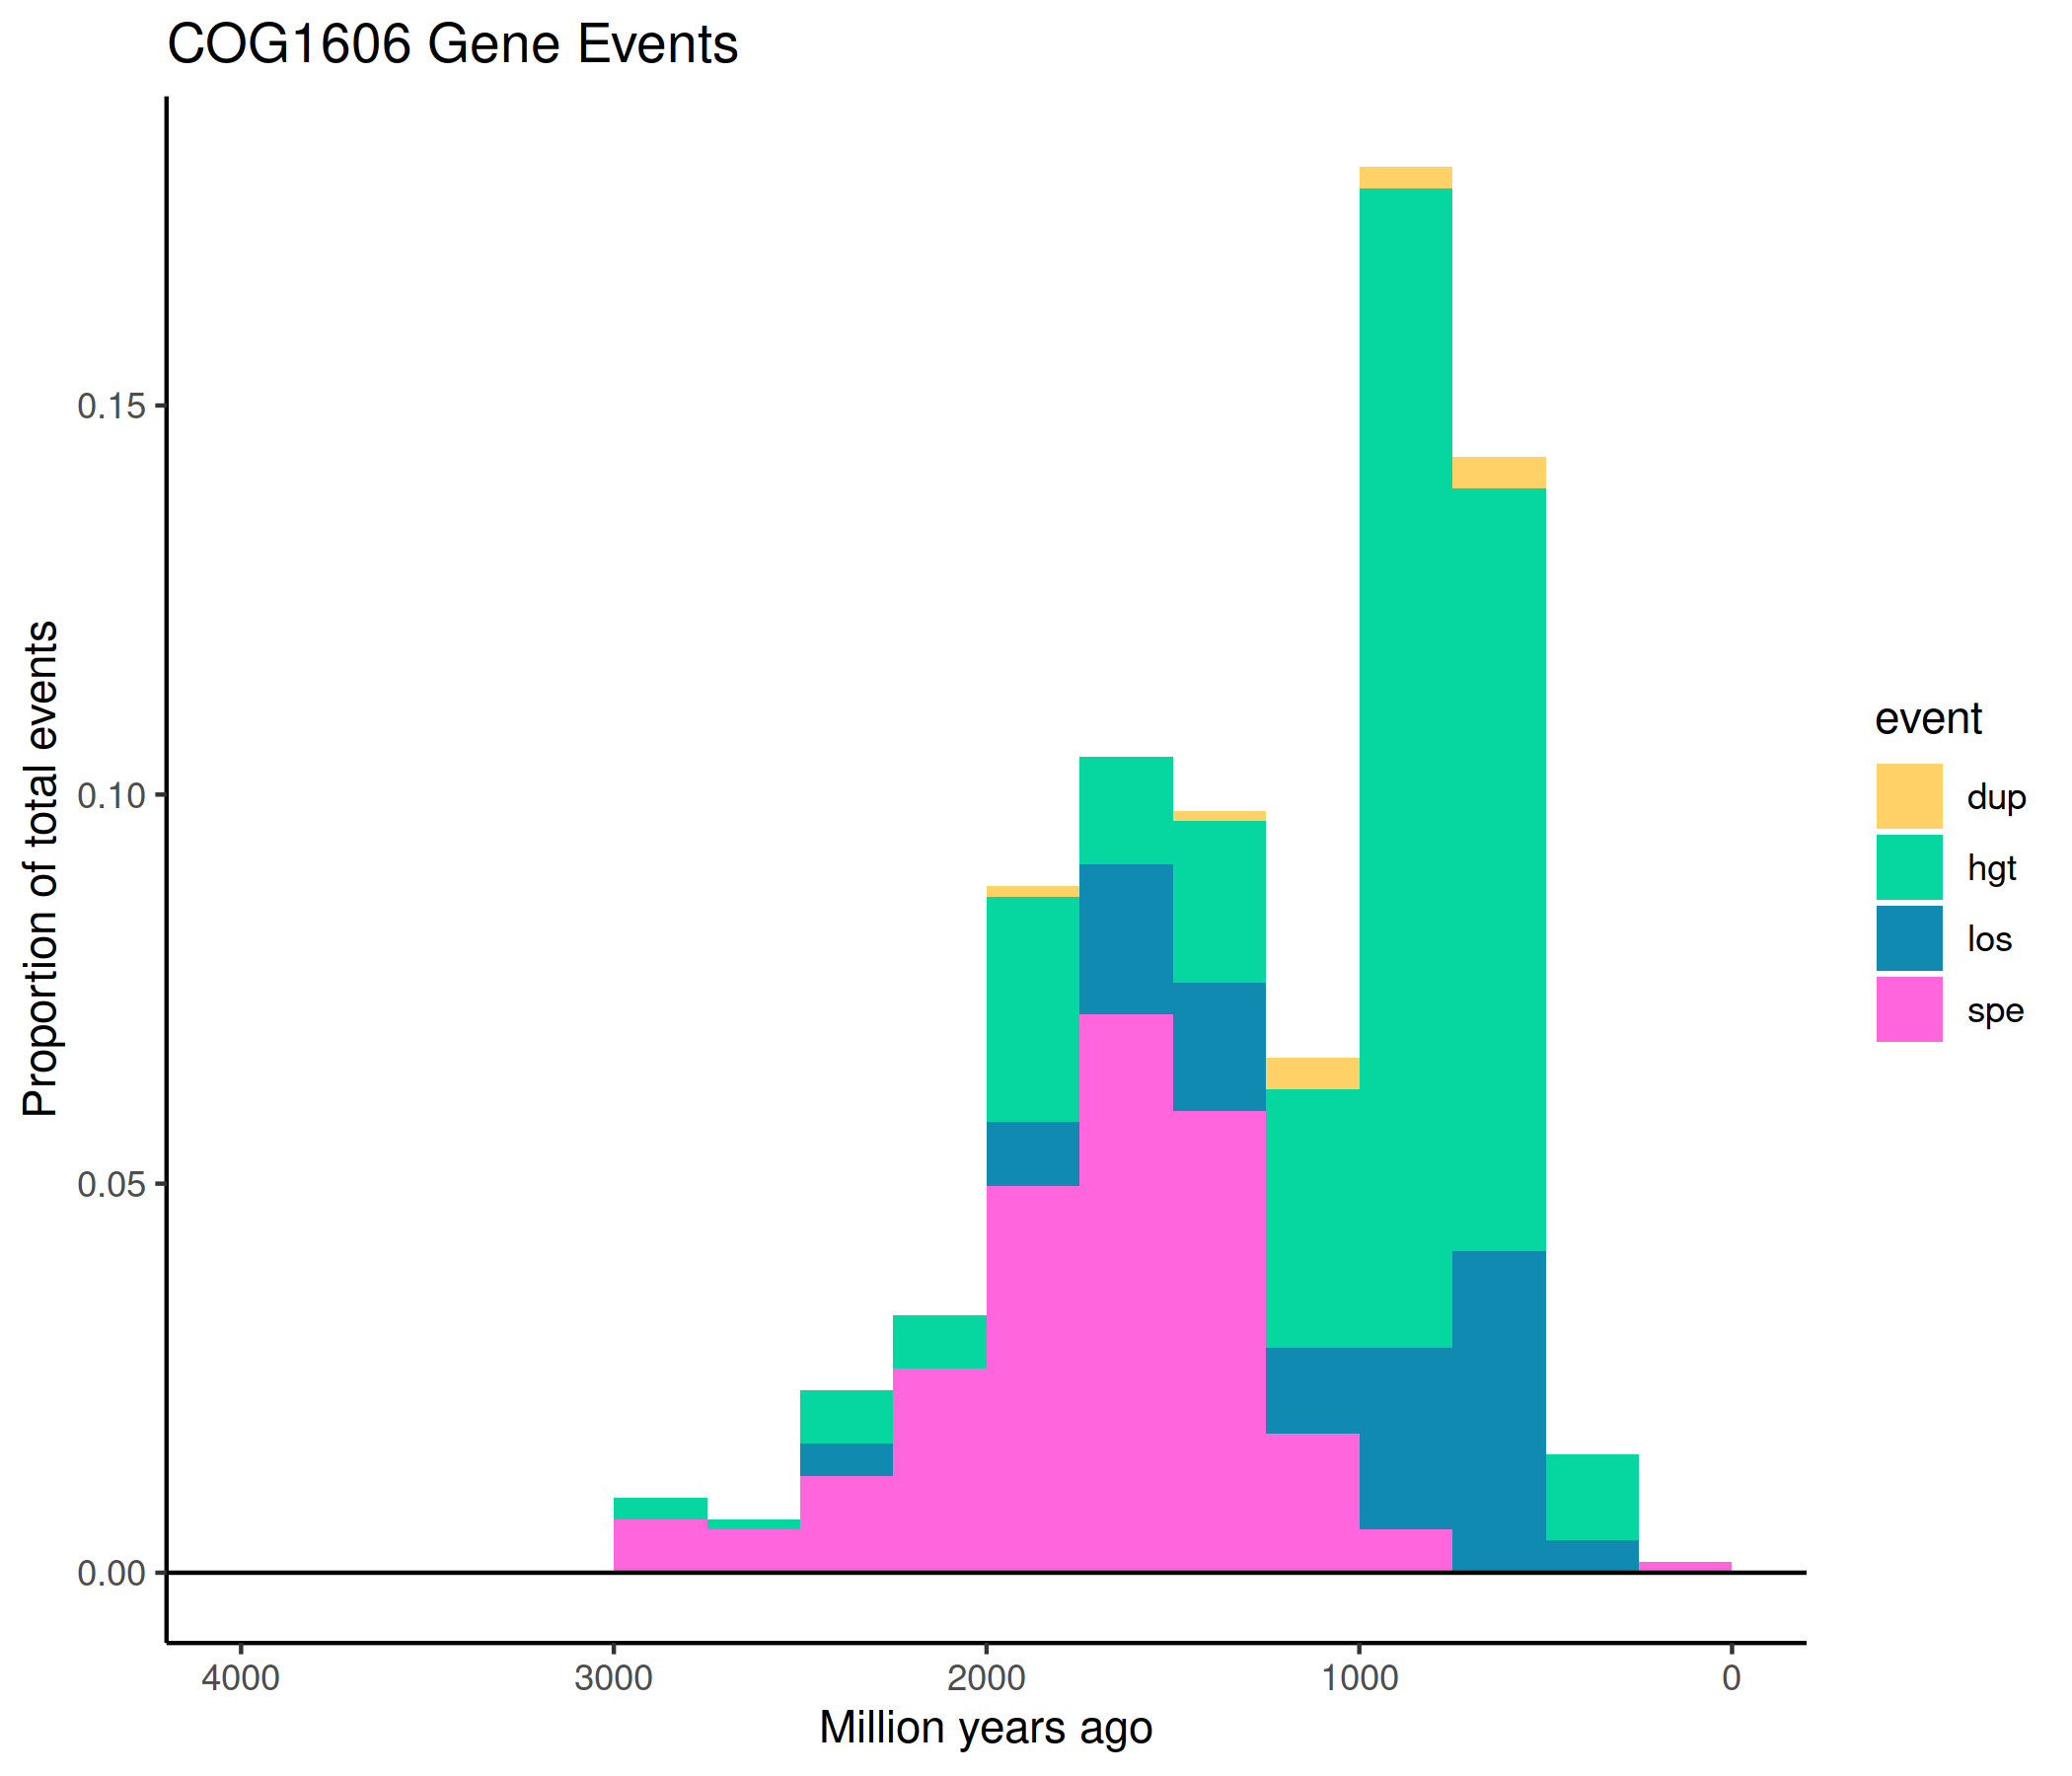 COG1606 Gene Events
Proportion of total events
0.15
0.10
0.05
0.00
4000 3000 2000 1000 0
Million years ago
event
dup
hgt
los
spe